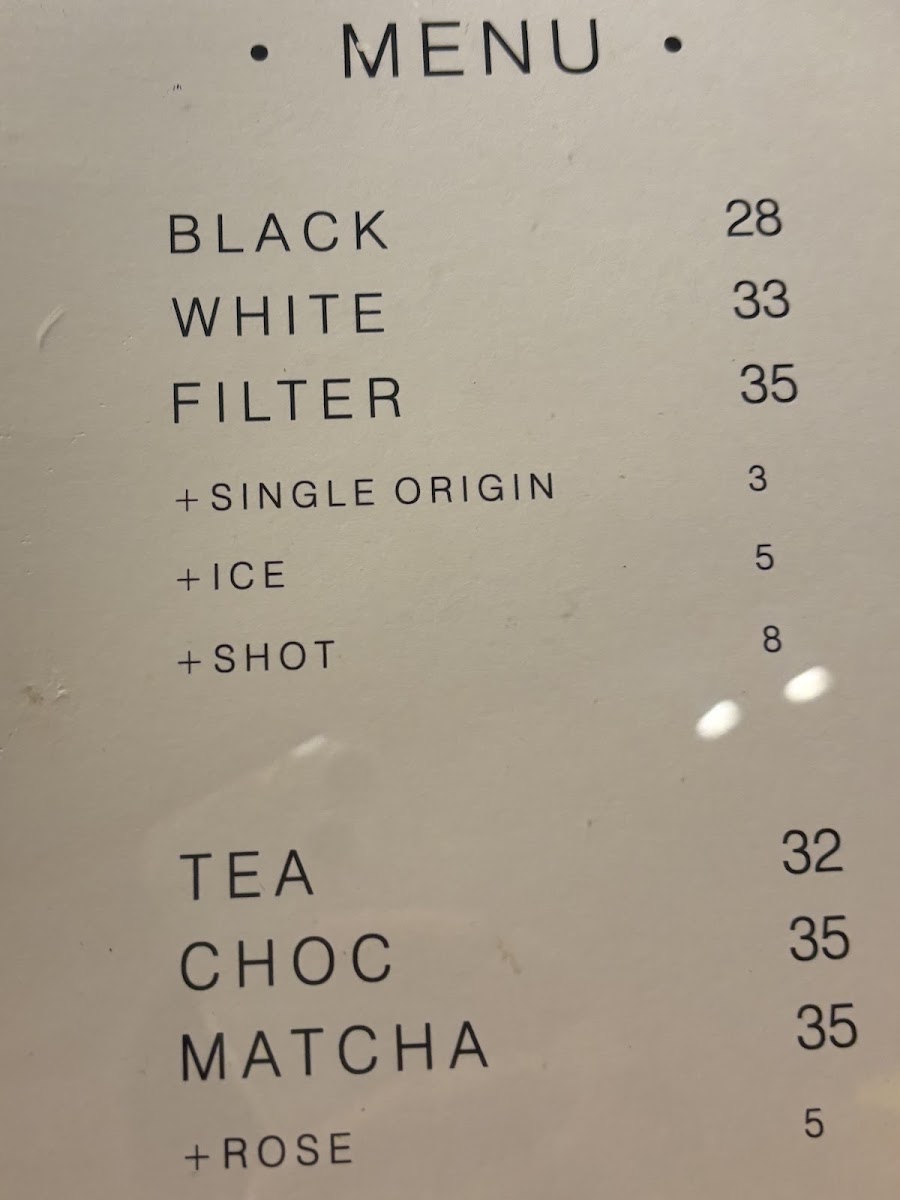 • MENU •
BLACK 28
WHITE 33
FILTER 35
+SINGLE ORIGIN 3
+ICE 5
+SHOT 8
TEA 32
CHOC 35
MATCHA 35
+ROSE 5